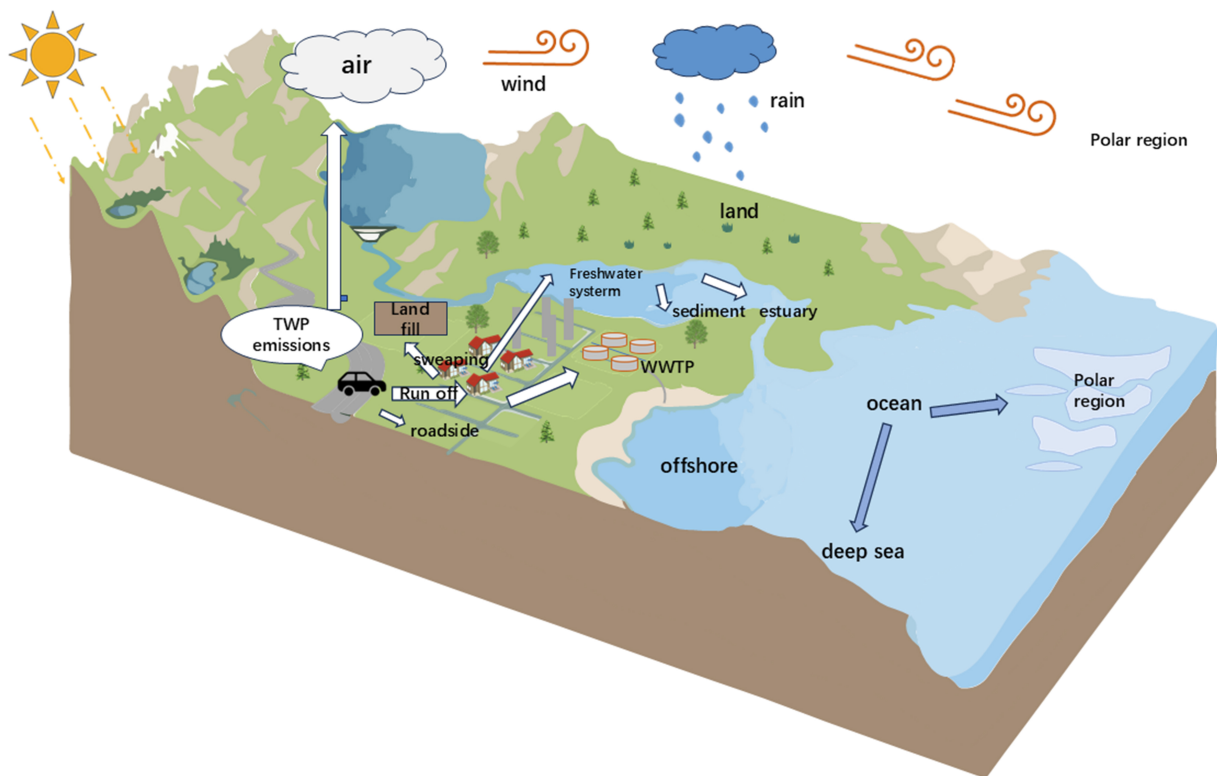 air
wind
rain
Polar region
land
Freshwater
systerm
sediment
estuary
TWP
emissions
Land
fill
sweaping
WWTP
Run off
roadside
ocean
Polar
region
offshore
deep sea